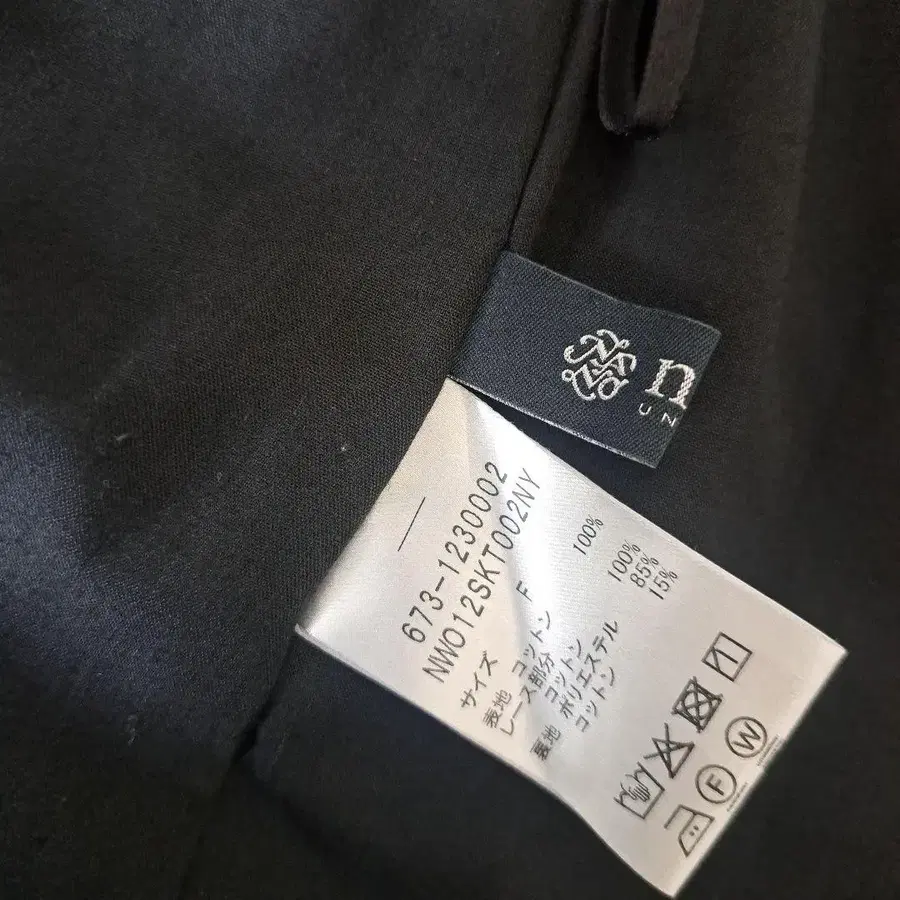 n
UN
673-1230002
NW012SKT002NY
サイズ F
表地 コットン 100%
レース部分
コットン 100%
裏地 ポリエステル 85%
コットン 15%
F
W